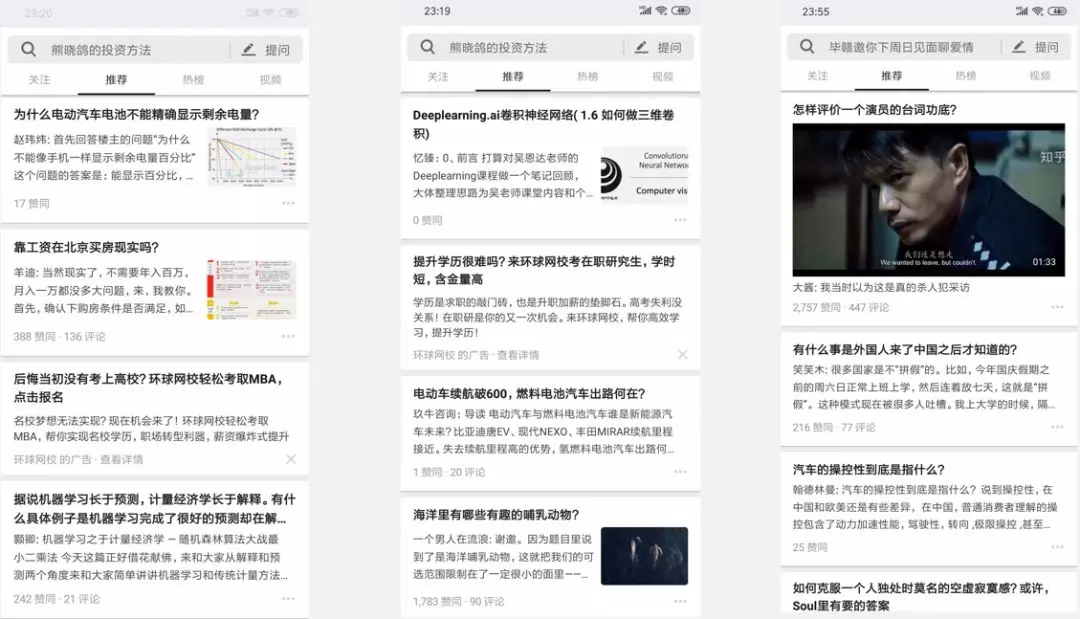 23:20
熊晓鸽的投资方法
提问
关注 推荐 热榜 视频
为什么电动汽车电池不能精确显示剩余电量?
赵玮炜: 首先回答楼主的问题“为什么
不能像手机一样显示剩余电量百分比”
这个问题的答案是: 能显示百分比, ...
17 赞同
靠工资在北京买房现实吗?
羊迪: 当然现实了, 不需要年入百万,
月入一万都没多大问题, 来, 我教你。
首先, 确认下购房条件是否满足, 如...
388 赞同 · 136 评论
后悔当初没有考上高校? 环球网校轻松考取MBA,
点击报名
名校梦想无法实现? 现在机会来了! 环球网校轻松考取
MBA, 帮你实现名校学历, 职场转型利器, 薪资爆炸式提升
环球网校 的广告 · 查看详情
据说机器学习长于预测, 计量经济学长于解释。有什
么具体例子是机器学习完成了很好的预测却在解...
颢卿: 机器学习之于计量经济学 – 随机森林算法大战最
小二乘法 今天这篇正好借花献佛, 来和大家从解释和预
测两个角度来和大家简单讲讲机器学习和传统计量方法...
242 赞同 · 21 评论
23:19
49
熊晓鸽的投资方法
提问
关注 推荐 热榜 视频
Deeplearning.ai卷积神经网络( 1.6 如何做三维卷
积)
忆臻: 0、前言 打算对吴恩达老师的
Deeplearning课程做一个笔记回顾,
大体整理思路为吴老师课堂内容和个...
Convolutiona
Neural Netwo
Computer vis
0 赞同
提升学历很难吗? 来环球网校考在职研究生, 学时
短, 含金量高
学历是求职的敲门砖, 也是升职加薪的垫脚石。高考失利没
关系! 在职研是你的又一次机会。来环球网校, 帮你高效学
习, 提升学历!
环球网校 的广告 · 查看详情
电动车续航破600, 燃料电池汽车出路何在?
玖牛咨询: 导读 电动汽车与燃料电池汽车谁是新能源汽
车未来? 比亚迪唐EV、现代NEXO、丰田MIRAR续航里程
接近。失去续航里程高的优势, 氢燃料电池汽车出路何...
1 赞同 · 20 评论
海洋里有哪些有趣的哺乳动物?
一个男人在流浪: 谢邀。因为题目里说
到了是海洋哺乳动物, 这就把我们的可
选范围限制在了一定很小的面里——...
1,783 赞同 · 90 评论
23:55
毕赣邀你下周日见面聊爱情
提问
关注 推荐 热榜 视频
怎样评价一个演员的台词功底?
知乎
我们还是想走
We wanted to leave, but couldn't.
01:33
大酱: 我当时以为这是真的杀人犯采访
2,757 赞同 · 447 评论
有什么事是外国人来了中国之后才知道的?
笑笑木: 很多国家是不“拼假”的。比如, 今年国庆假期之
前的周六日正常上班上学, 然后连着放七天, 这就是“拼
假”。这种模式现在被很多人吐槽。我上大学的时候, 隔...
216 赞同 · 77 评论
汽车的操控性到底是指什么?
翰德林曼: 汽车的操控性到底是指什么? 说到操控性, 在
中国和欧美还是有些差异, 在中国, 普通消费者理解的操
控包含了动力加速性能, 驾驶性, 转向 ,极限操控 ,甚至...
25 赞同
如何克服一个人独处时莫名的空虚寂寞感? 或许,
Soul里有要的答案